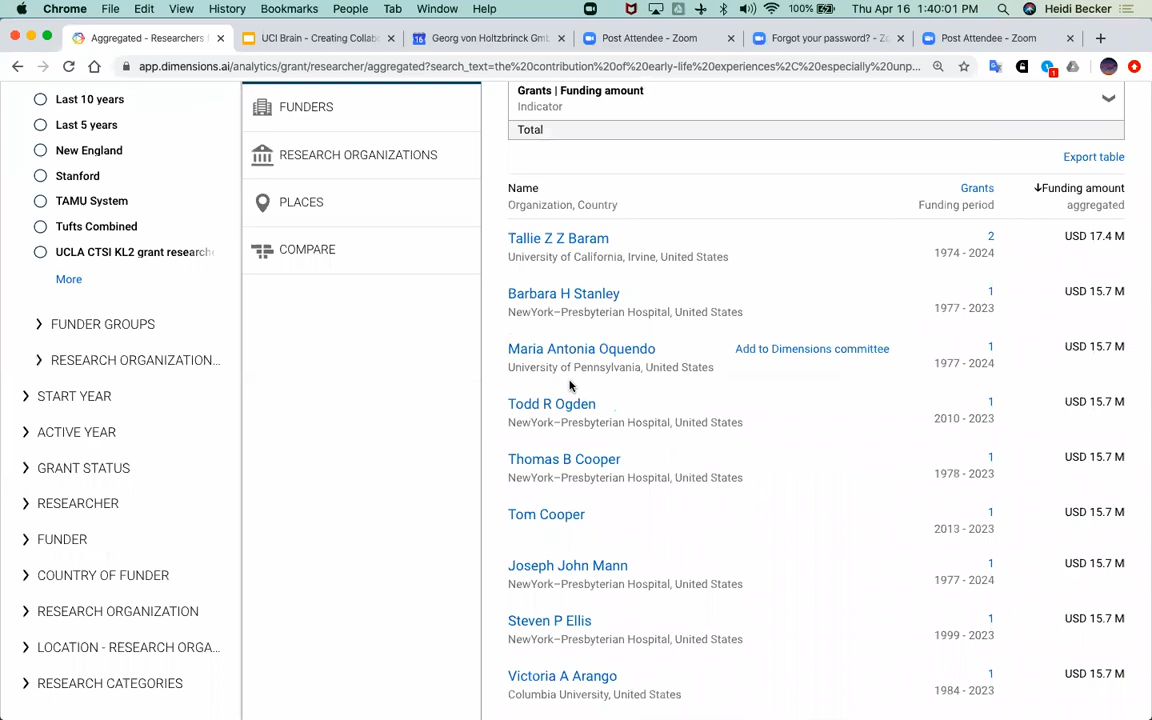 Chrome File Edit View History Bookmarks People Tab Window Help 100% Thu Apr 16 1:40:01 PM Heidi Becker
Aggregated - Researchers
UCI Brain - Creating Collab
Georg von Holtzbrinck Gm
Post Attendee - Zoom
Forgot your password? - Z
Post Attendee - Zoom
app.dimensions.ai/analytics/grant/researcher/aggregated?search_text=the%20contribution%20of%20early-life%20experiences%2C%20especially%20unp...
Last 10 years
Last 5 years
New England
Stanford
TAMU System
Tufts Combined
UCLA CTSI KL2 grant researche
More
FUNDER GROUPS
RESEARCH ORGANIZATION...
START YEAR
ACTIVE YEAR
GRANT STATUS
RESEARCHER
FUNDER
COUNTRY OF FUNDER
RESEARCH ORGANIZATION
LOCATION - RESEARCH ORGA...
RESEARCH CATEGORIES
FUNDERS
RESEARCH ORGANIZATIONS
PLACES
COMPARE
Grants | Funding amount
Indicator
Total
Export table
Name Grants ↓Funding amount
Organization, Country Funding period aggregated
Tallie Z Z Baram 2 USD 17.4 M
University of California, Irvine, United States 1974 - 2024
Barbara H Stanley 1 USD 15.7 M
NewYork–Presbyterian Hospital, United States 1977 - 2023
Maria Antonia Oquendo Add to Dimensions committee 1 USD 15.7 M
University of Pennsylvania, United States 1977 - 2024
Todd R Ogden 1 USD 15.7 M
NewYork–Presbyterian Hospital, United States 2010 - 2023
Thomas B Cooper 1 USD 15.7 M
NewYork–Presbyterian Hospital, United States 1978 - 2023
Tom Cooper 1 USD 15.7 M
2013 - 2023
Joseph John Mann 1 USD 15.7 M
NewYork–Presbyterian Hospital, United States 1977 - 2024
Steven P Ellis 1 USD 15.7 M
NewYork–Presbyterian Hospital, United States 1999 - 2023
Victoria A Arango 1 USD 15.7 M
Columbia University, United States 1984 - 2023